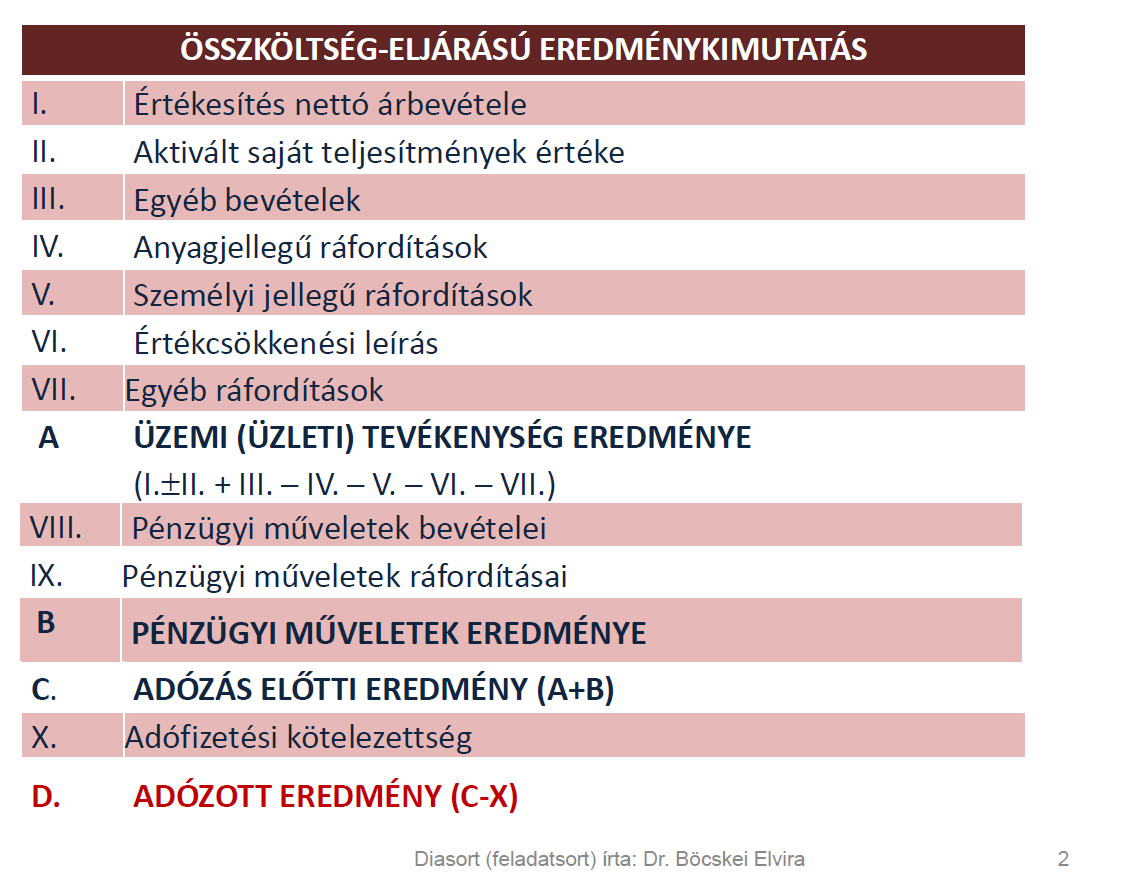 ÖSSZKÖLTSÉG-ELJÁRÁSÚ EREDMÉNYKIMUTATÁS
I. Értékesítés nettó árbevétele
II. Aktivált saját teljesítmények értéke
III. Egyéb bevételek
IV. Anyagjellegű ráfordítások
V. Személyi jellegű ráfordítások
VI. Értékcsökkenési leírás
VII. Egyéb ráfordítások
A ÜZEMI (ÜZLETI) TEVÉKENYSÉG EREDMÉNYE
(I.±II. + III. – IV. – V. – VI. – VII.)
VIII. Pénzügyi műveletek bevételei
IX. Pénzügyi műveletek ráfordításai
B PÉNZÜGYI MŰVELETEK EREDMÉNYE
C. ADÓZÁS ELŐTTI EREDMÉNY (A+B)
X. Adófizetési kötelezettség
D. ADÓZOTT EREDMÉNY (C-X)
Diasort (feladatsort) írta: Dr. Böcskei Elvira 2